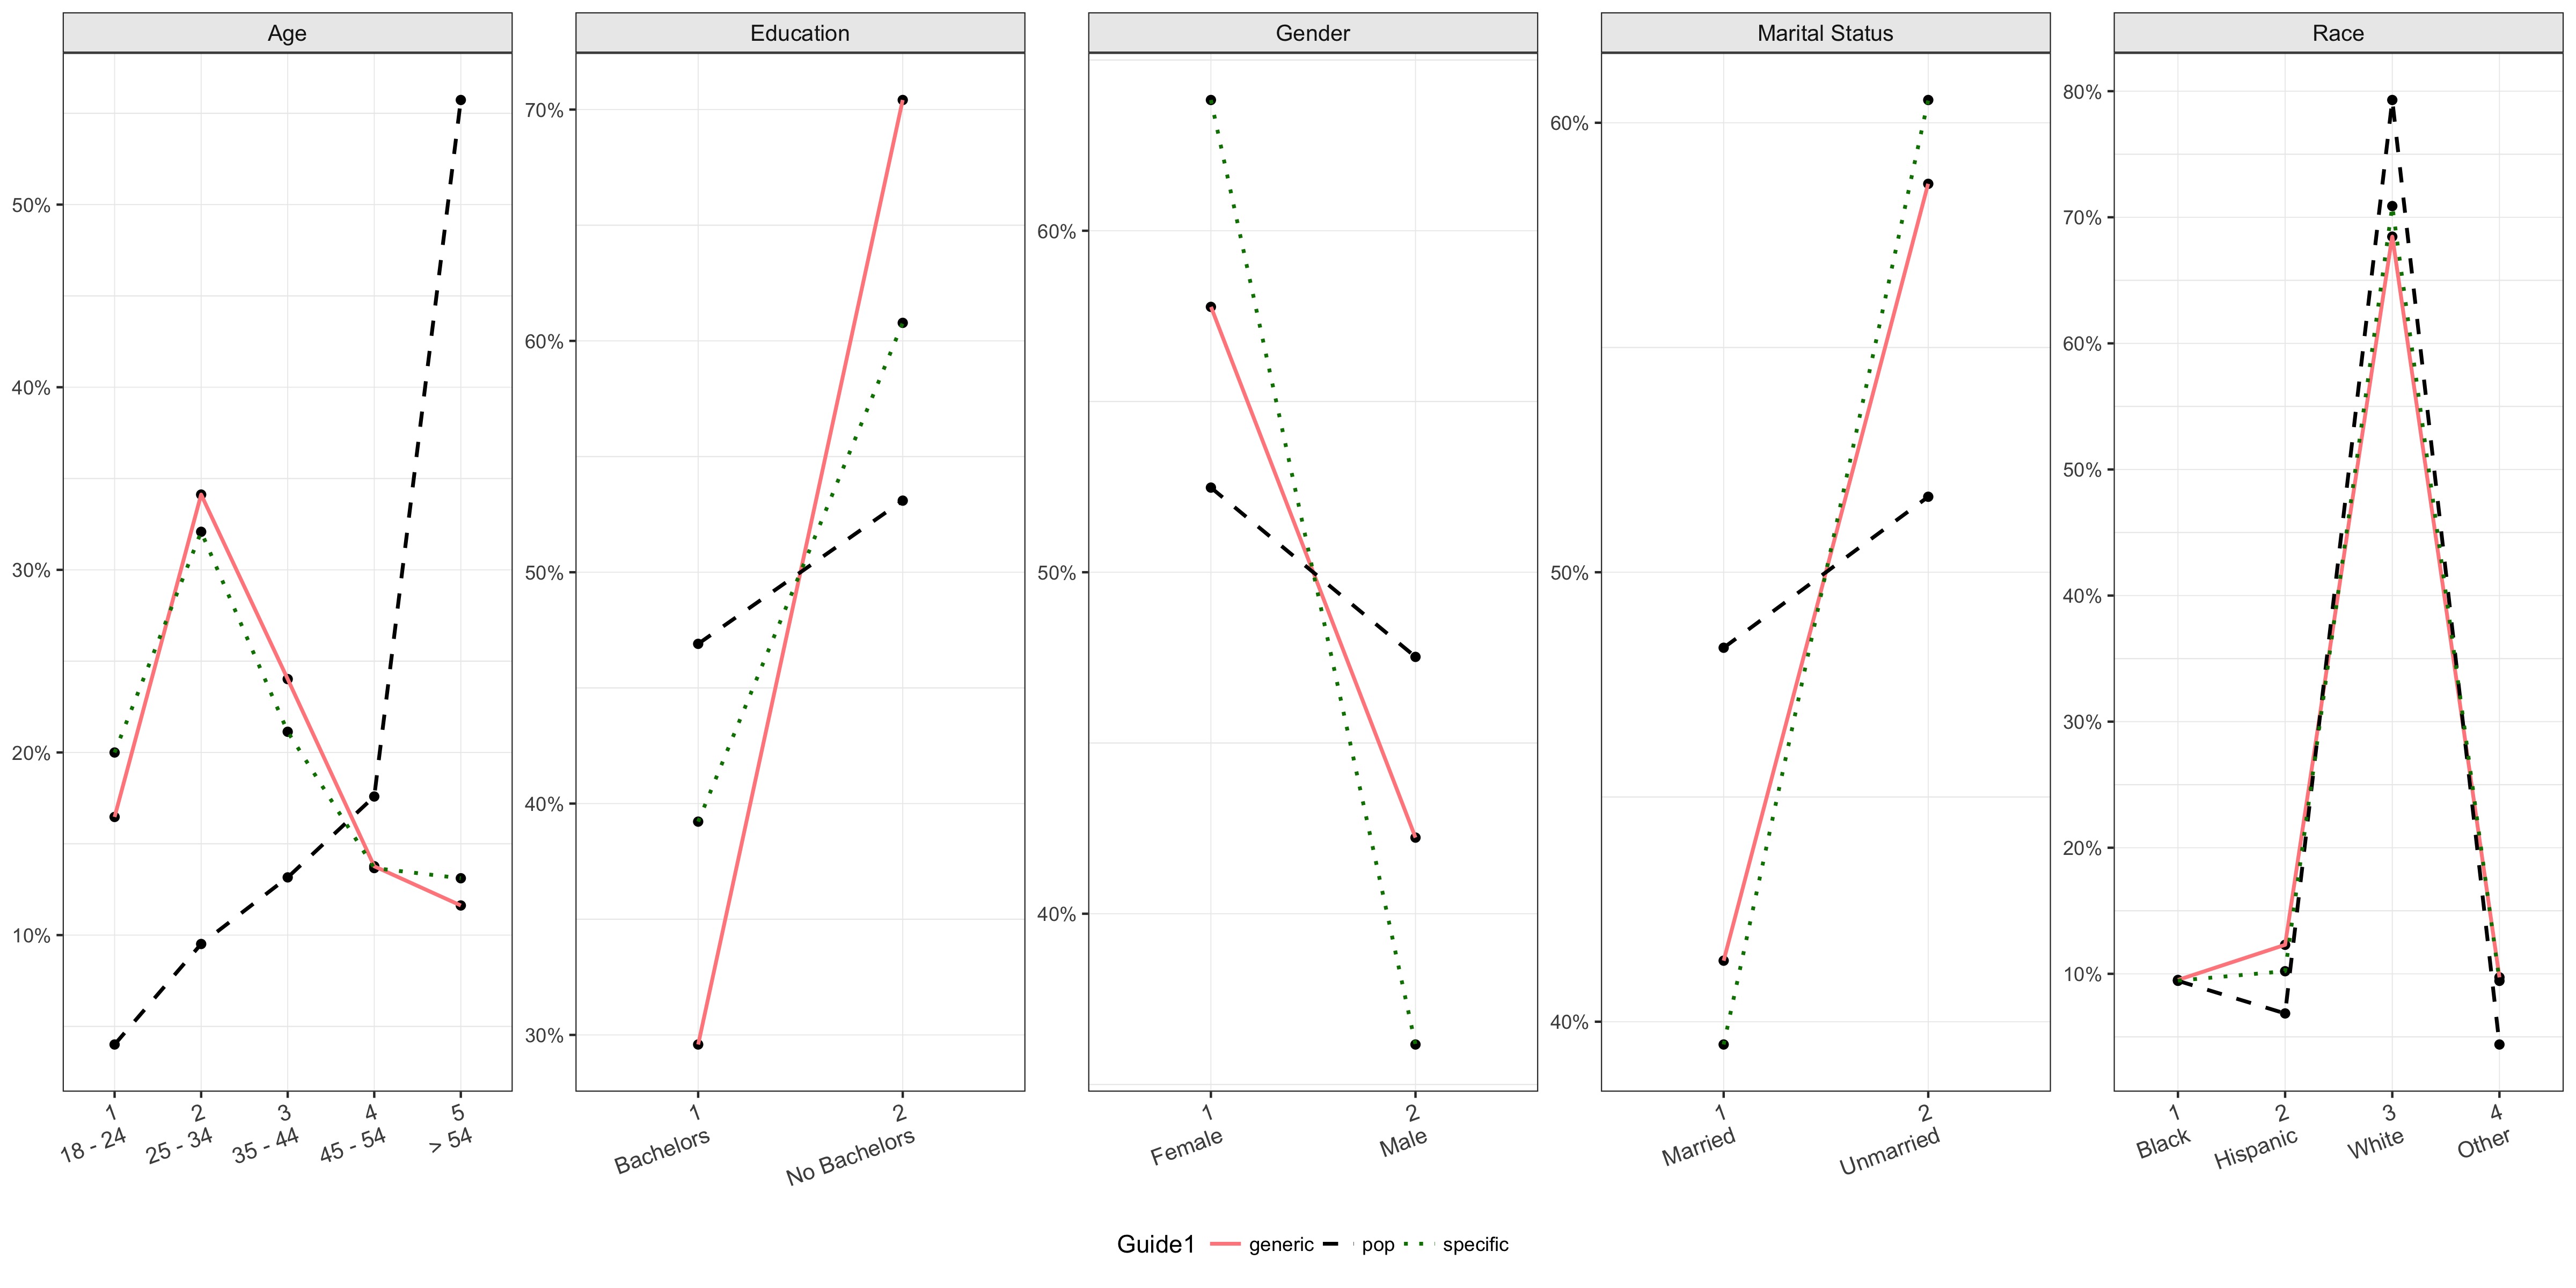 Age
Education
Gender
Marital Status
Race
50%
40%
30%
20%
10%
1
18 - 24
2
25 - 34
3
35 - 44
4
45 - 54
5
> 54
70%
60%
50%
40%
30%
1
Bachelors
2
No Bachelors
60%
50%
40%
1
Female
2
Male
60%
50%
40%
1
Married
2
Unmarried
80%
70%
60%
50%
40%
30%
20%
10%
1
Black
2
Hispanic
3
White
4
Other
Guide1 generic pop specific